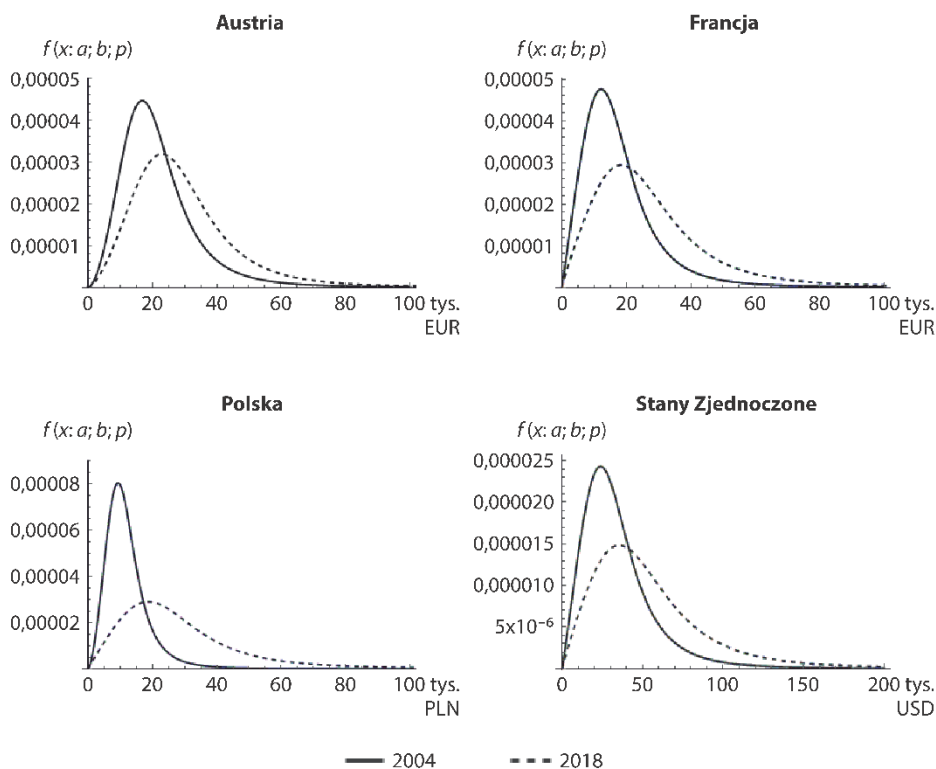 Austria
f (x: a; b; p)
0,00005
0,00004
0,00003
0,00002
0,00001
0 20 40 60 80 100 tys.
EUR
Francja
f (x: a; b; p)
0,00005
0,00004
0,00003
0,00002
0,00001
0 20 40 60 80 100 tys.
EUR
Polska
f (x: a; b; p)
0,00008
0,00006
0,00004
0,00002
0 20 40 60 80 100 tys.
PLN
Stany Zjednoczone
f (x: a; b; p)
0,000025
0,000020
0,000015
0,000010
5x10⁻⁶
0 50 100 150 200 tys.
USD
2004 2018